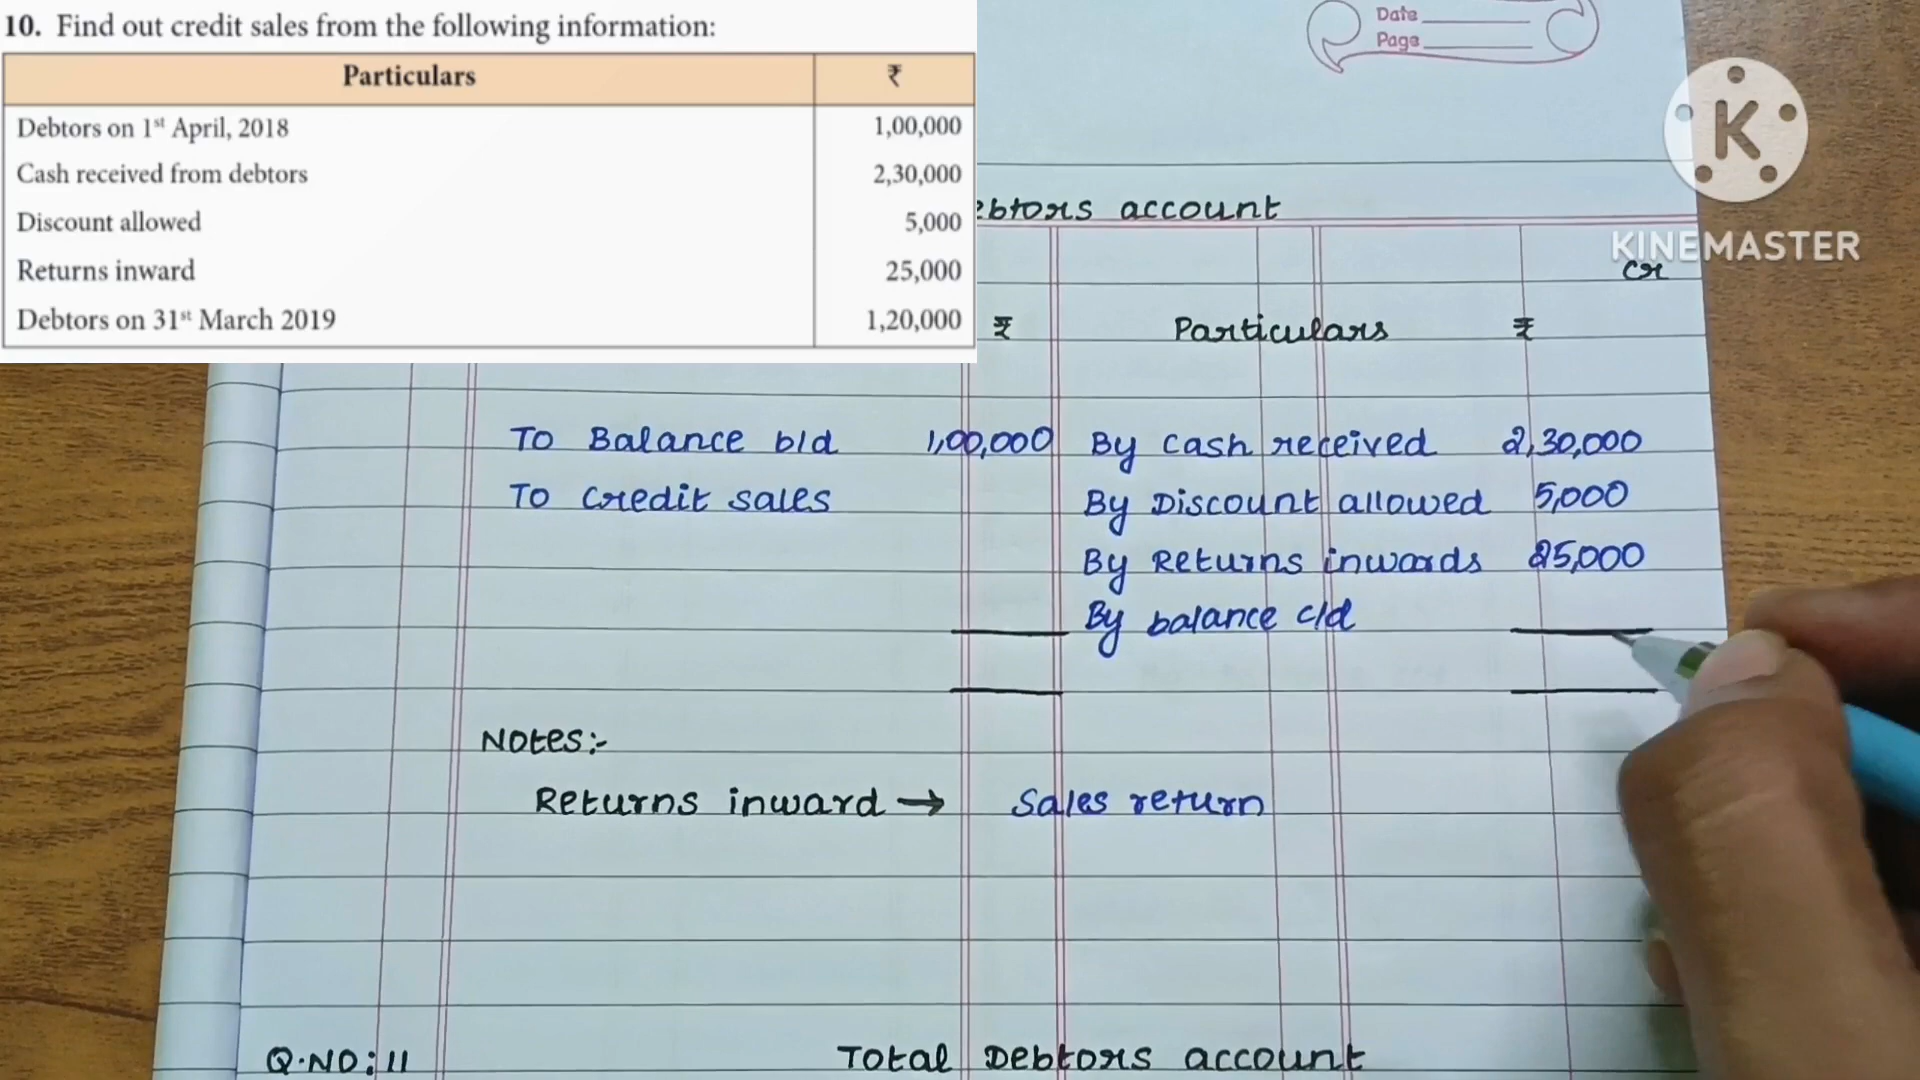 10. Find out credit sales from the following information:
Particulars ₹
Debtors on 1st April, 2018 1,00,000
Cash received from debtors 2,30,000
Discount allowed 5,000
Returns inward 25,000
Debtors on 31st March 2019 1,20,000
Date
Page
KINEMASTER
ebtors account
cr
₹ Particulars ₹
To Balance b/d 1,00,000 By cash received 2,30,000
To credit sales By Discount allowed 5,000
By Returns inwards 25,000
By balance c/d
Notes:-
Returns inward → Sales return
Q.NO:11 Total Debtors account